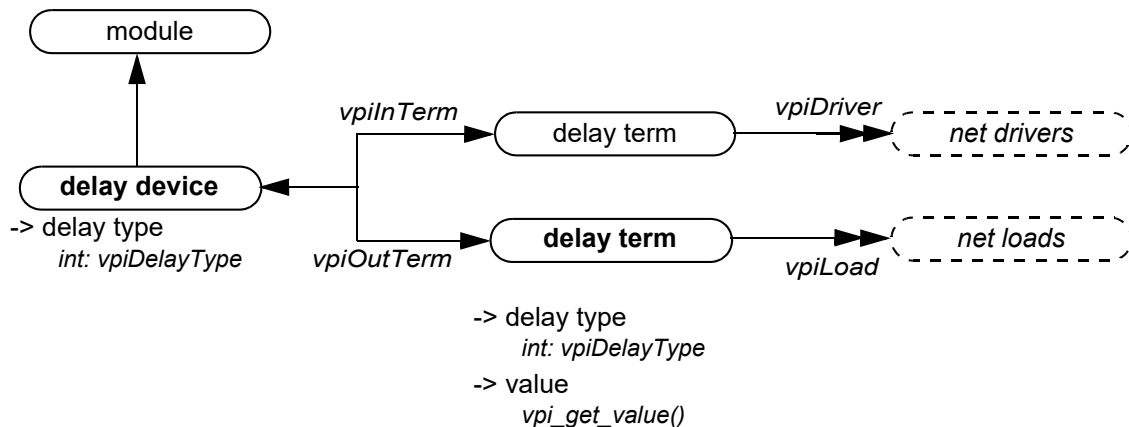 module
vpiInTerm
delay term
vpiDriver
net drivers
delay device
-> delay type
int: vpiDelayType
vpiOutTerm
delay term
vpiLoad
net loads
-> delay type
int: vpiDelayType
-> value
vpi_get_value()